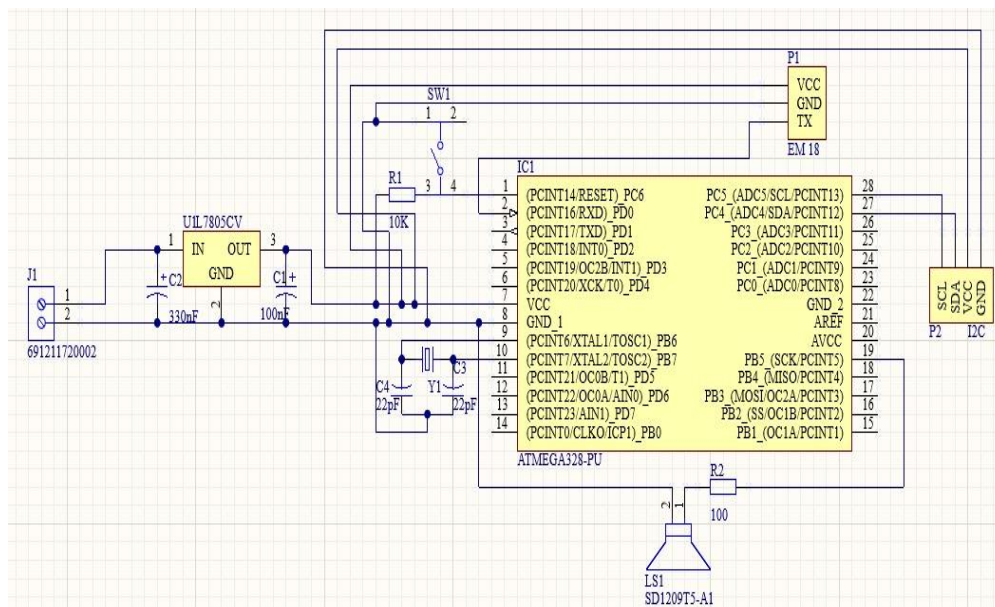 P1
VCC
GND
TX
EM 18
SW1
1 2
3 4
R1
10K
IC1
1 (PCINT14/RESET)_PC6
2 (PCINT16/RXD)_PD0
3 (PCINT17/TXD)_PD1
4 (PCINT18/INT0)_PD2
5 (PCINT19/OC2B/INT1)_PD3
6 (PCINT20/XCK/T0)_PD4
7 VCC
8 GND_1
9 (PCINT6/XTAL1/TOSC1)_PB6
10 (PCINT7/XTAL2/TOSC2)_PB7
11 (PCINT21/OC0B/T1)_PD5
12 (PCINT22/OC0A/AIN0)_PD6
13 (PCINT23/AIN1)_PD7
14 (PCINT0/CLKO/ICP1)_PB0
PC5_(ADC5/SCL/PCINT13) 28
PC4_(ADC4/SDA/PCINT12) 27
PC3_(ADC3/PCINT11) 26
PC2_(ADC2/PCINT10) 25
PC1_(ADC1/PCINT9) 24
PC0_(ADC0/PCINT8) 23
GND_2 22
AREF 21
AVCC 20
PB5_(SCK/PCINT5) 19
PB4_(MISO/PCINT4) 18
PB3_(MOSI/OC2A/PCINT3) 17
PB2_(SS/OC1B/PCINT2) 16
PB1_(OC1A/PCINT1) 15
ATMEGA328-PU
U1L7805CV
1 IN OUT 3
GND
2
J1
1
2
691211720002
+ C2
330nF
C1 +
100nF
C4
22pF
Y1
C3
22pF
SCL
SDA
VCC
GND
P2 I2C
R2
100
2 1
LS1
SD1209T5-A1